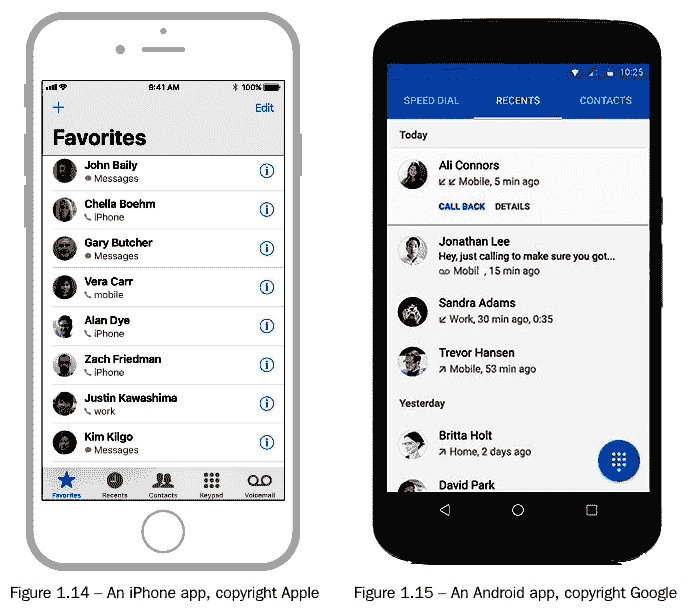 9:41 AM
100%
+
Edit
Favorites
John Baily
Messages
Chella Boehm
iPhone
Gary Butcher
Messages
Vera Carr
mobile
Alan Dye
iPhone
Zach Friedman
iPhone
Justin Kawashima
work
Kim Kilgo
Messages
Favorites Recents Contacts Keypad Voicemail
Figure 1.14 – An iPhone app, copyright Apple
10:25
SPEED DIAL RECENTS CONTACTS
Today
Ali Connors
Mobile, 5 min ago
CALL BACK DETAILS
Jonathan Lee
Hey, just calling to make sure you got...
Mobil , 15 min ago
Sandra Adams
Work, 30 min ago, 0:35
Trevor Hansen
Mobile, 53 min ago
Yesterday
Britta Holt
Home, 2 days ago
David Park
Figure 1.15 – An Android app, copyright Google